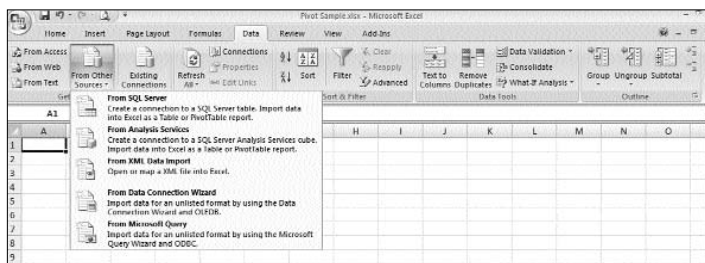 Pivot Sample.xlsx - Microsoft Excel
Home Insert Page Layout Formulas Data Review View Add-Ins
From Access
From Web
From Text
From Other Sources
Existing Connections
Refresh All
Connections
Properties
Edit Links
Sort
Filter
Clear
Reapply
Advanced
Text to Columns
Remove Duplicates
Data Validation
Consolidate
What-If Analysis
Group Ungroup Subtotal
Sort & Filter
Data Tools
Outline
A1
From SQL Server
Create a connection to a SQL Server table. Import data
into Excel as a Table or PivotTable report.
From Analysis Services
Create a connection to a SQL Server Analysis Services cube.
Import data into Excel as a Table or PivotTable report.
From XML Data Import
Open or map a XML file into Excel.
From Data Connection Wizard
Import data for an unlisted format by using the Data
Connection Wizard and OLEDB.
From Microsoft Query
Import data for an unlisted format by using the Microsoft
Query Wizard and ODBC.
A H I J K L M N O
1
2
3
4
5
6
7
8
9